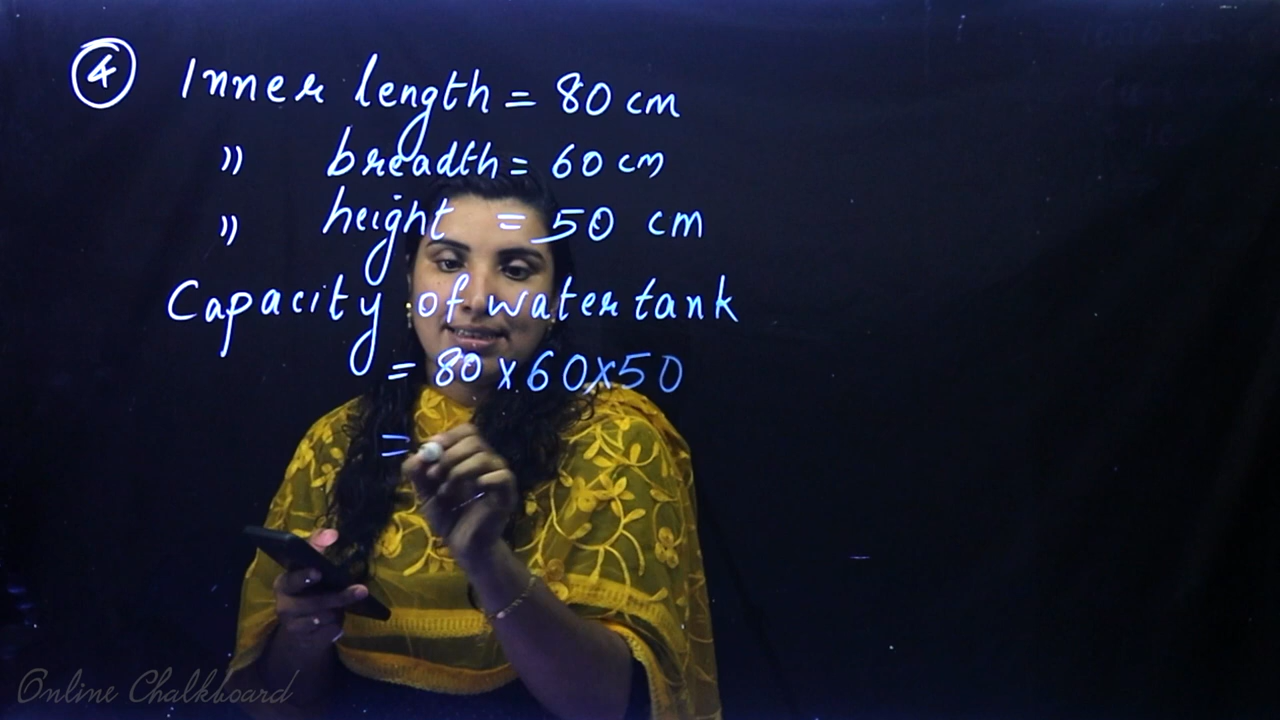 ④ Inner length = 80 cm
" breadth = 60 cm
" height = 50 cm
Capacity of water tank
= 80 x 60 x 50
=
Online Chalkboard